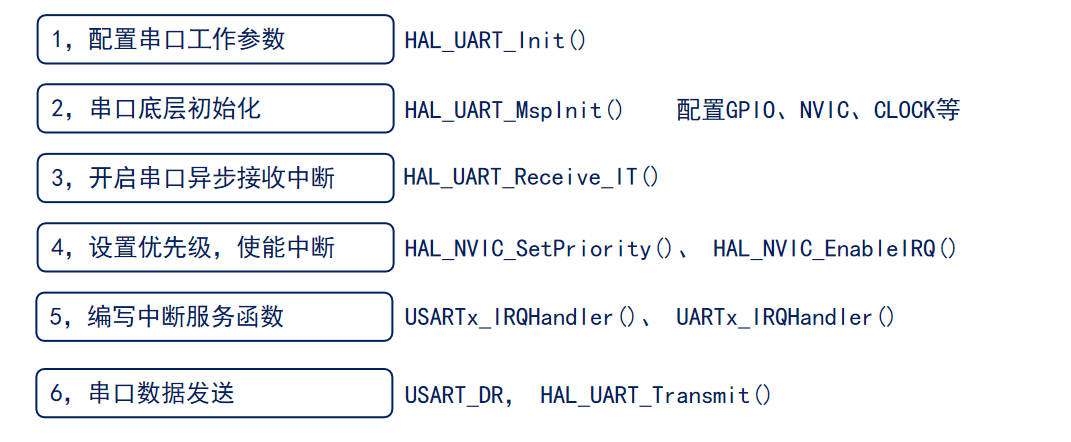 1，配置串口工作参数 HAL_UART_Init()
2，串口底层初始化 HAL_UART_MspInit() 配置GPIO、NVIC、CLOCK等
3，开启串口异步接收中断 HAL_UART_Receive_IT()
4，设置优先级，使能中断 HAL_NVIC_SetPriority()、 HAL_NVIC_EnableIRQ()
5，编写中断服务函数 USARTx_IRQHandler()、 UARTx_IRQHandler()
6，串口数据发送 USART_DR， HAL_UART_Transmit()